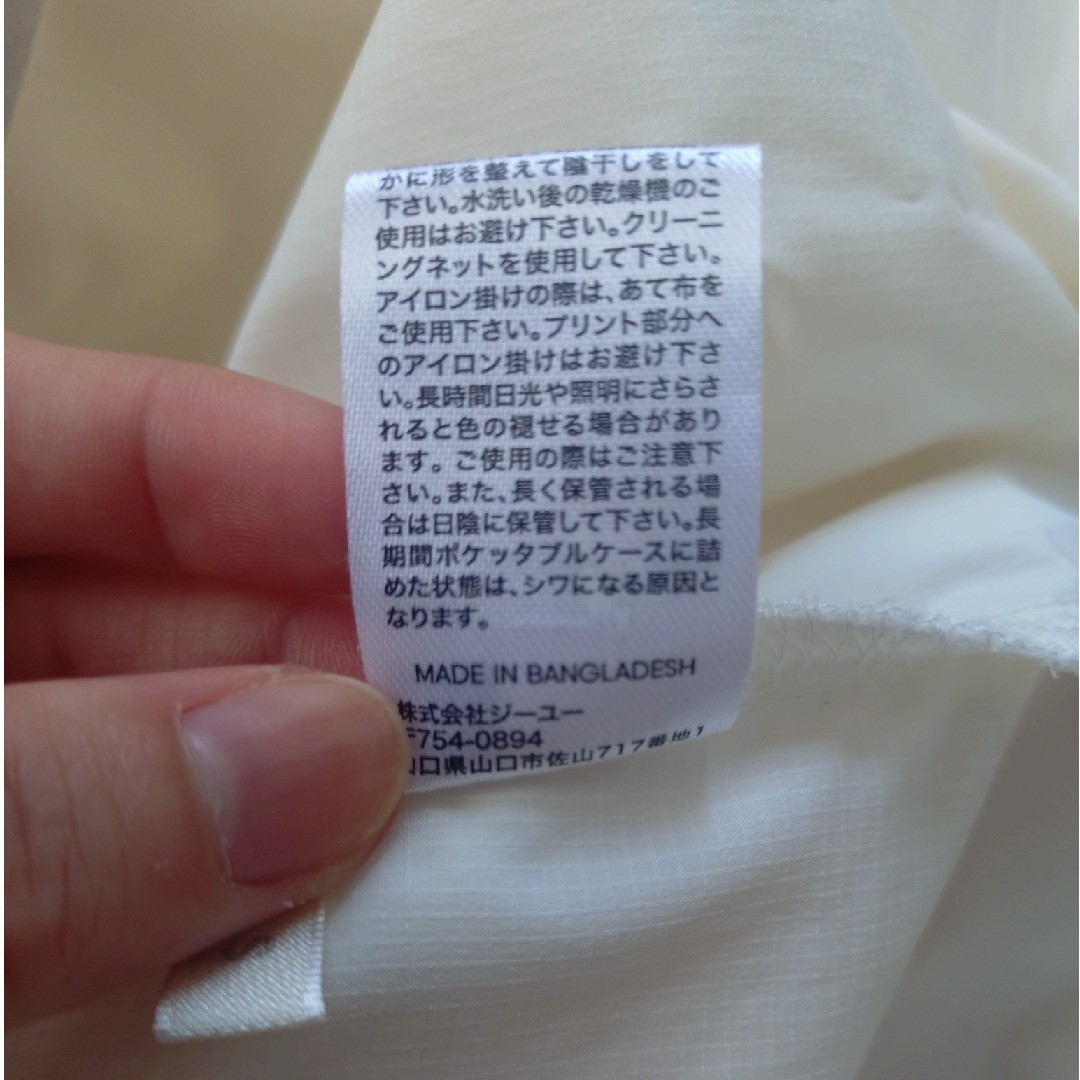 かに形を整えて陰干しをして
下さい。水洗い後の乾燥機のご
使用はお避け下さい。クリーニ
ングネットを使用して下さい。
アイロン掛けの際は、あて布を
ご使用下さい。プリント部分へ
のアイロン掛けはお避け下さ
い。長時間日光や照明にさらさ
れると色の褪せる場合があり
ます。ご使用の際はご注意下
さい。また、長く保管される場
合は日陰に保管して下さい。長
期間ポケッタブルケースに詰
めた状態は、シワになる原因と
なります。
MADE IN BANGLADESH
株式会社ジーユー
〒754-0894
山口県山口市佐山717番地1